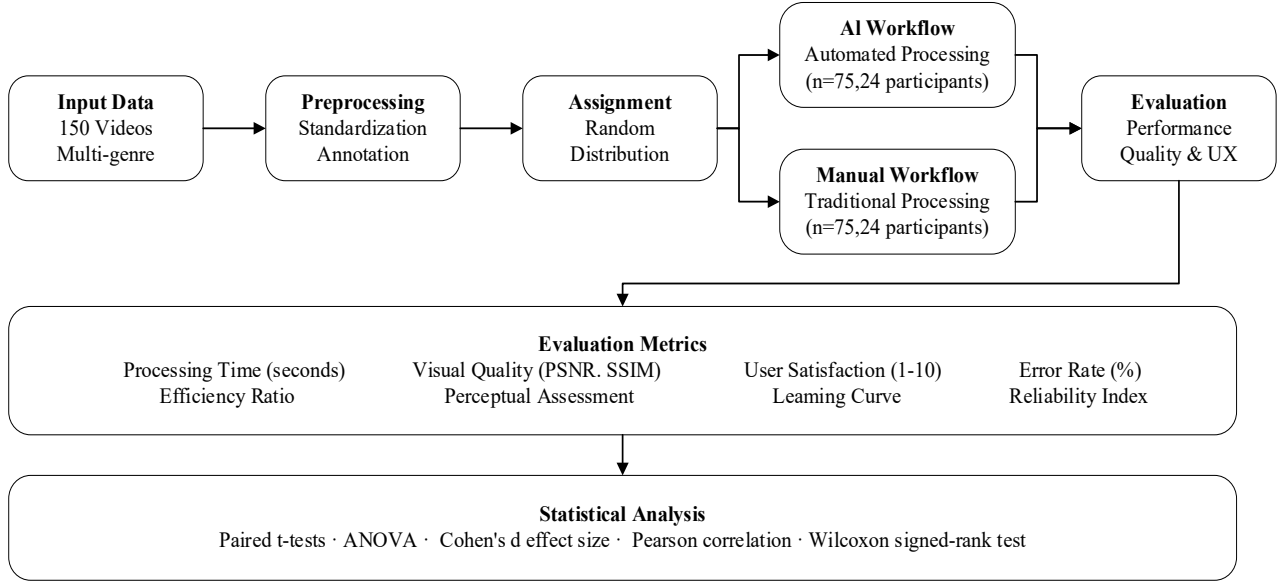 Input Data
150 Videos
Multi-genre
Preprocessing
Standardization
Annotation
Assignment
Random
Distribution
Al Workflow
Automated Processing
(n=75,24 participants)
Manual Workflow
Traditional Processing
(n=75,24 participants)
Evaluation
Performance
Quality & UX
Evaluation Metrics
Processing Time (seconds)
Efficiency Ratio
Visual Quality (PSNR. SSIM)
Perceptual Assessment
User Satisfaction (1-10)
Leaming Curve
Error Rate (%)
Reliability Index
Statistical Analysis
Paired t-tests · ANOVA · Cohen's d effect size · Pearson correlation · Wilcoxon signed-rank test